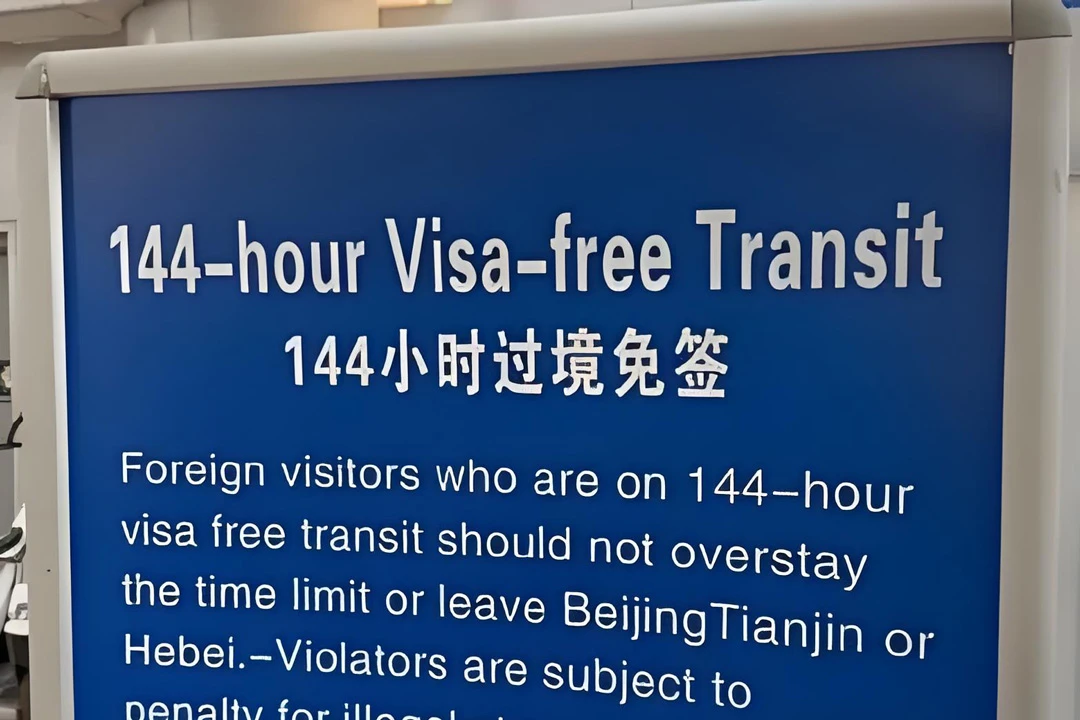 144-hour Visa-free Transit
144小时过境免签
Foreign visitors who are on 144-hour
visa free transit should not overstay
the time limit or leave BeijingTianjin or
Hebei.-Violators are subject to
penalty for